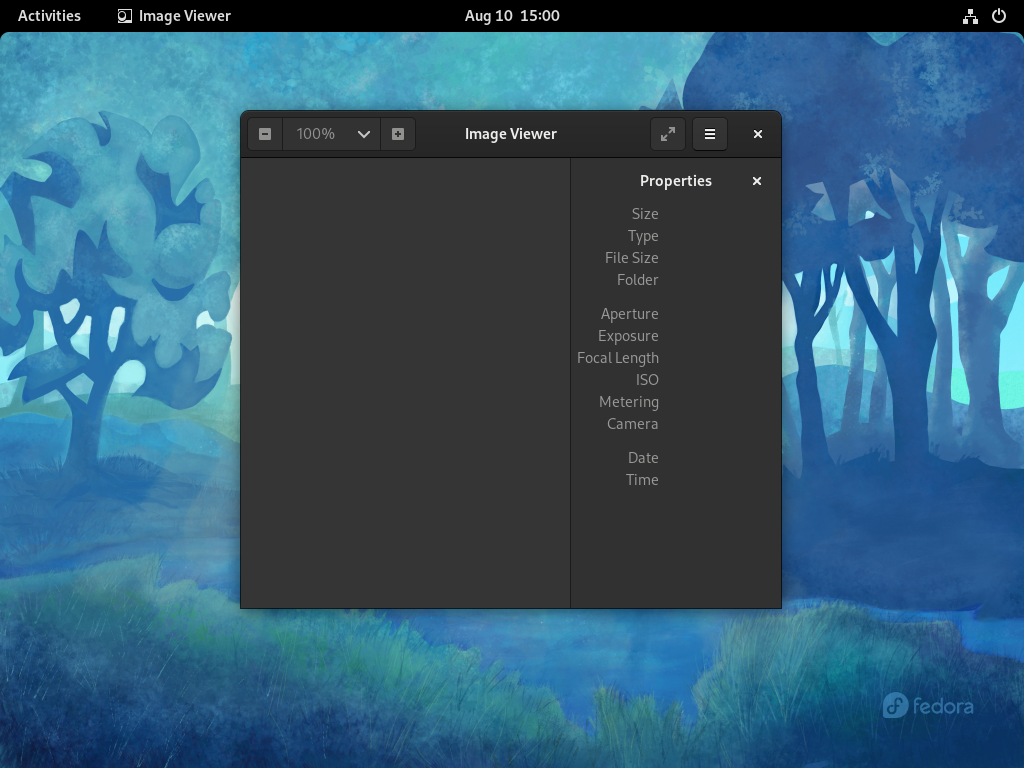 Activities Image Viewer Aug 10 15:00
100% Image Viewer
Properties
Size
Type
File Size
Folder
Aperture
Exposure
Focal Length
ISO
Metering
Camera
Date
Time
fedora